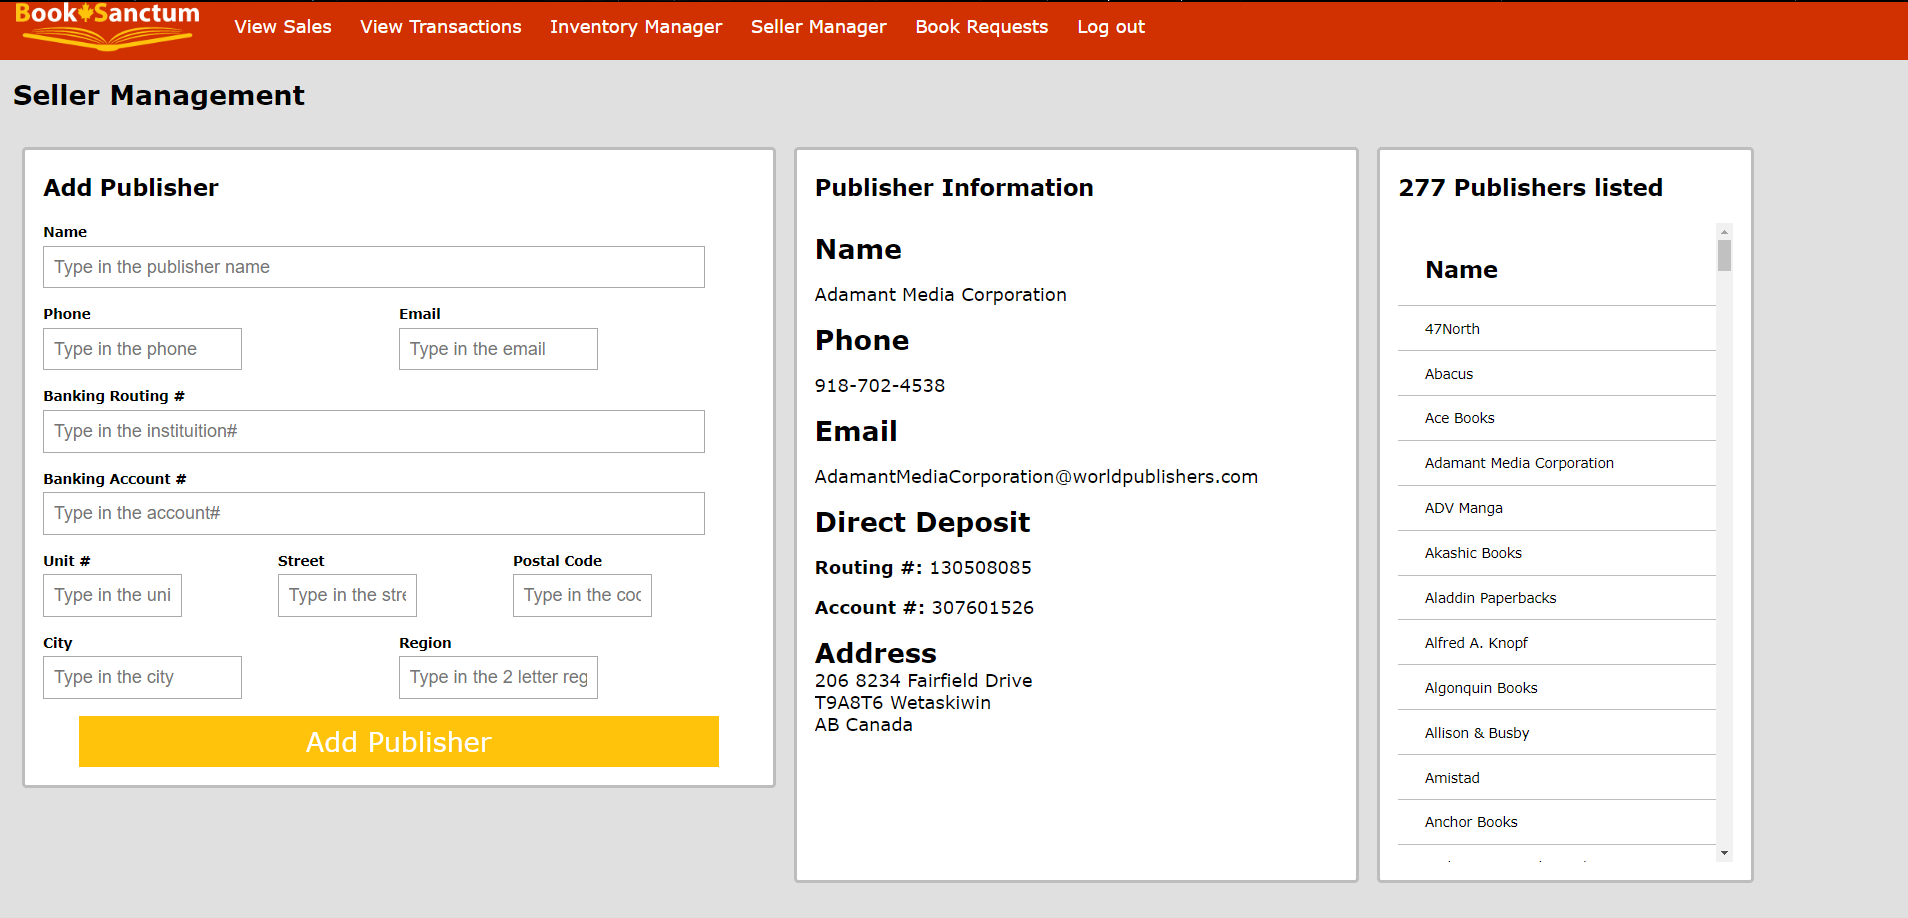 Book Sanctum
View Sales View Transactions Inventory Manager Seller Manager Book Requests Log out
Seller Management
Add Publisher
Name
Type in the publisher name
Phone Email
Type in the phone Type in the email
Banking Routing #
Type in the instituition#
Banking Account #
Type in the account#
Unit # Street Postal Code
Type in the uni Type in the stre Type in the coc
City Region
Type in the city Type in the 2 letter reg
Add Publisher
Publisher Information
Name
Adamant Media Corporation
Phone
918-702-4538
Email
AdamantMediaCorporation@worldpublishers.com
Direct Deposit
Routing #: 130508085
Account #: 307601526
Address
206 8234 Fairfield Drive
T9A8T6 Wetaskiwin
AB Canada
277 Publishers listed
Name
47North
Abacus
Ace Books
Adamant Media Corporation
ADV Manga
Akashic Books
Aladdin Paperbacks
Alfred A. Knopf
Algonquin Books
Allison & Busby
Amistad
Anchor Books